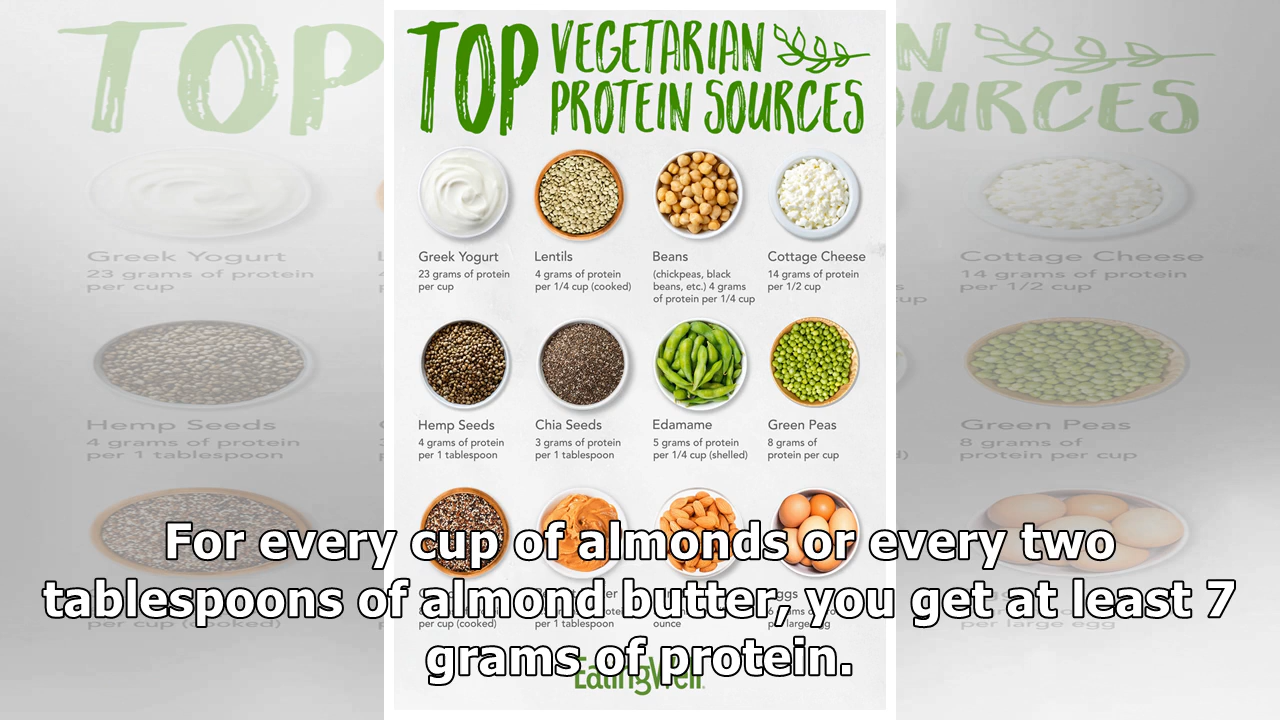 TOP VEGETARIAN
PROTEIN SOURCES
Greek Yogurt
23 grams of protein
per cup
Lentils
4 grams of protein
per 1/4 cup (cooked)
Beans
(chickpeas, black
beans, etc.) 4 grams
of protein per 1/4 cup
Cottage Cheese
14 grams of protein
per 1/2 cup
Hemp Seeds
4 grams of protein
per 1 tablespoon
Chia Seeds
3 grams of protein
per 1 tablespoon
Edamame
5 grams of protein
per 1/4 cup (shelled)
Green Peas
8 grams of
protein per cup
per cup (cooked)
per 1 tablespoon
ounce
Eggs
per large egg
For every cup of almonds or every two
tablespoons of almond butter, you get at least 7
grams of protein.
EatingWell